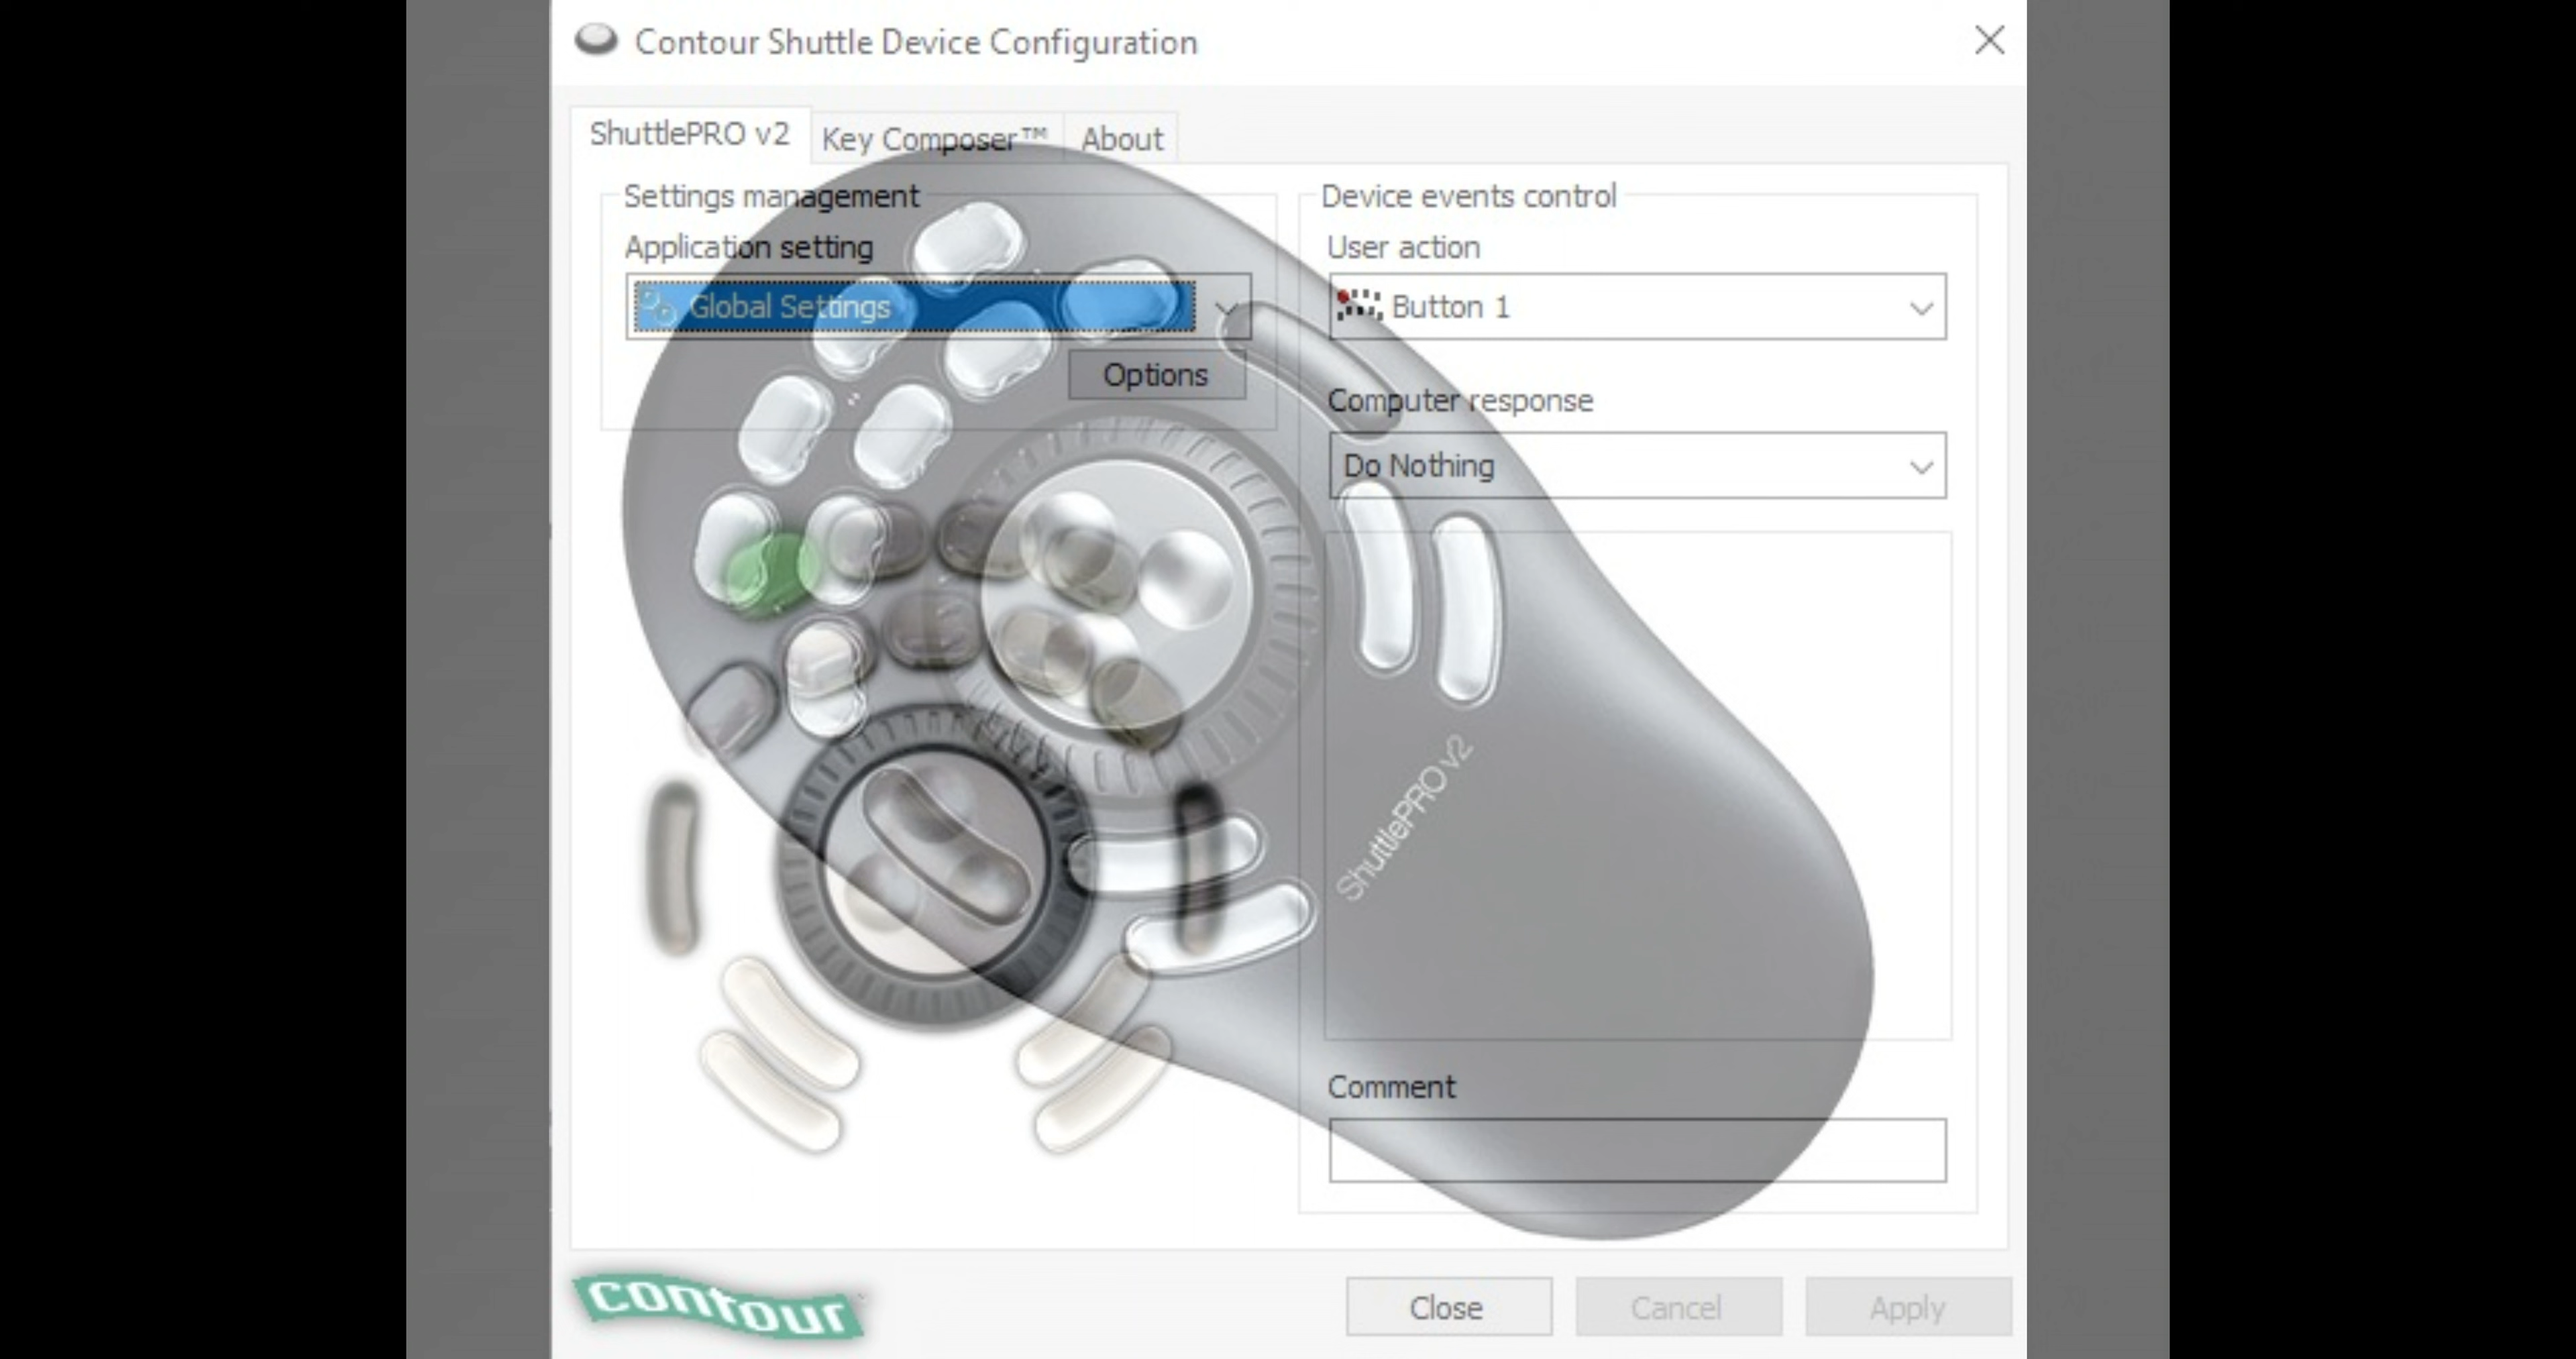 Contour Shuttle Device Configuration
ShuttlePRO v2
Key Composer™
About
Settings management
Application setting
Global Settings
Options
Device events control
User action
Button 1
Computer response
Do Nothing
ShuttlePRO v2
Comment
contour
Close
Cancel
Apply